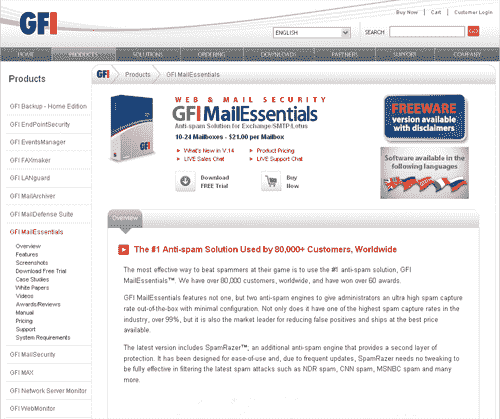 Buy Now | Cart | Customer Login
GFI
ENGLISH
SEARCH
GO
HOME PRODUCTS SOLUTIONS ORDERING DOWNLOADS PARTNERS SUPPORT COMPANY
Products
GFI Products GFI MailEssentials
GFI Backup - Home Edition
GFI EndPointSecurity
GFI EventsManager
GFI FAXmaker
GFI LANguard
GFI MailArchiver
GFI MailDefense Suite
GFI MailEssentials
Overview
Features
Screenshots
Download Free Trial
Case Studies
White Papers
Videos
Awards/Reviews
Manual
Pricing
Support
System Requirements
GFI MailSecurity
GFI MAX
GFI Network Server Monitor
GFI WebMonitor
WEB & MAIL SECURITY
GFI MailEssentials
Anti-spam Solution for Exchange/SMTP/Lotus
10-24 Mailboxes - $21.00 per Mailbox
What's New in V.14
Product Pricing
LIVE Sales Chat
LIVE Support Chat
Download
FREE Trial
Buy
Now
FREEWARE
version available
with disclaimers
Software available in the
following languages
Overview
The #1 Anti-spam Solution Used by 80,000+ Customers, Worldwide
The most effective way to beat spammers at their game is to use the #1 anti-spam solution, GFI
MailEssentials™. We have over 80,000 customers, worldwide, and have won over 60 awards.
GFI MailEssentials features not one, but two anti-spam engines to give administrators an ultra high spam capture
rate out-of-the-box with minimal configuration. Not only does it have one of the highest spam capture rates in the
industry, over 99%, but it is also the market leader for reducing false positives and ships at the best price
available.
The latest version includes SpamRazer™; an additional anti-spam engine that provides a second layer of
protection. It has been designed for ease-of-use and, due to frequent updates, SpamRazer needs no tweaking to
be fully effective in filtering the latest spam attacks such as NDR spam, CNN spam, MSNBC spam and many
more.